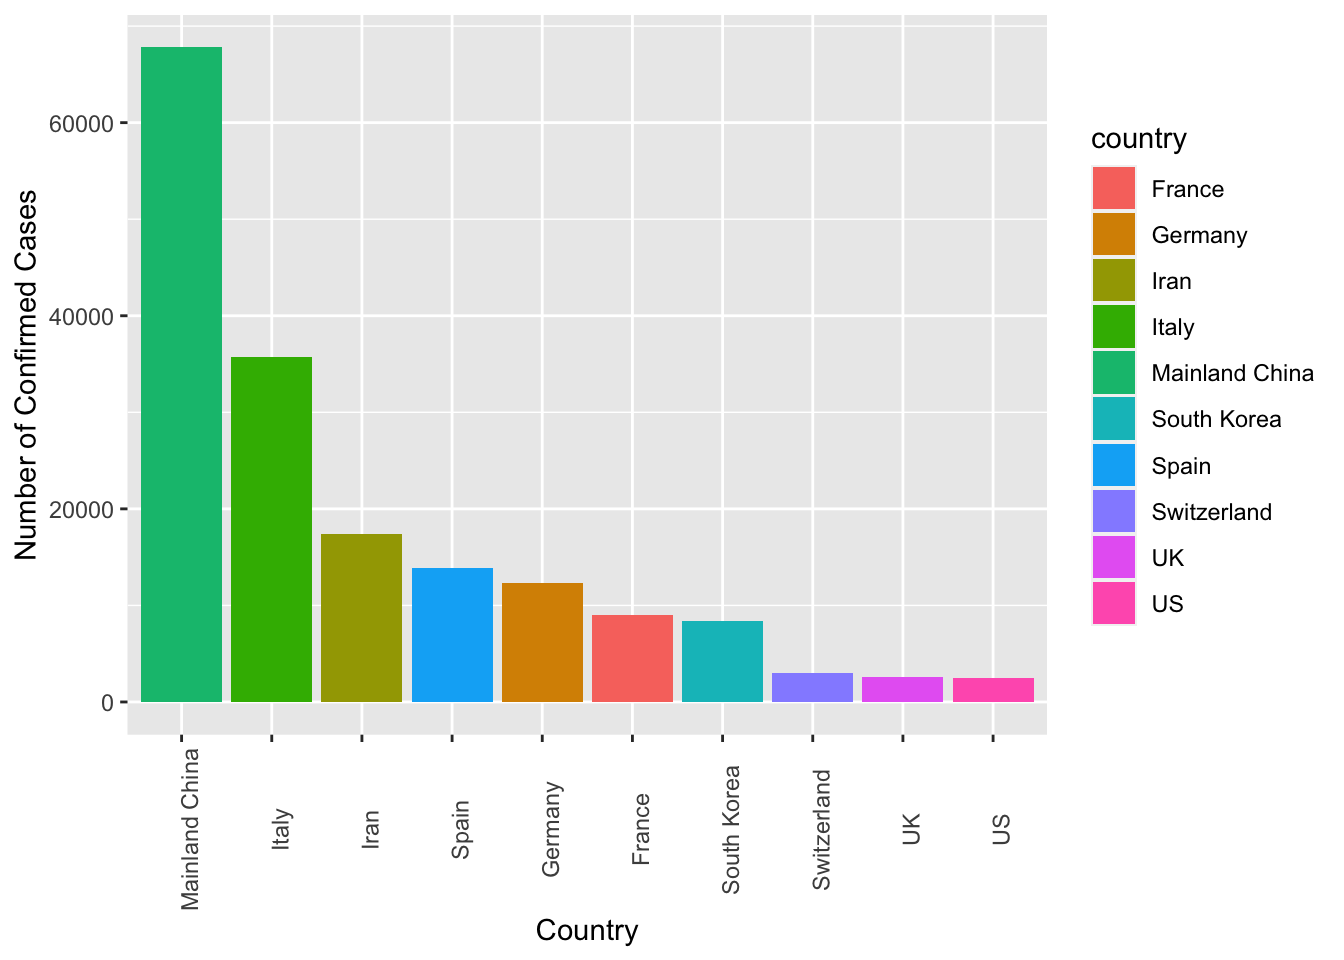 Number of Confirmed Cases
60000
40000
20000
0
Mainland China
Italy
Iran
Spain
Germany
France
South Korea
Switzerland
UK
US
Country
country
France
Germany
Iran
Italy
Mainland China
South Korea
Spain
Switzerland
UK
US